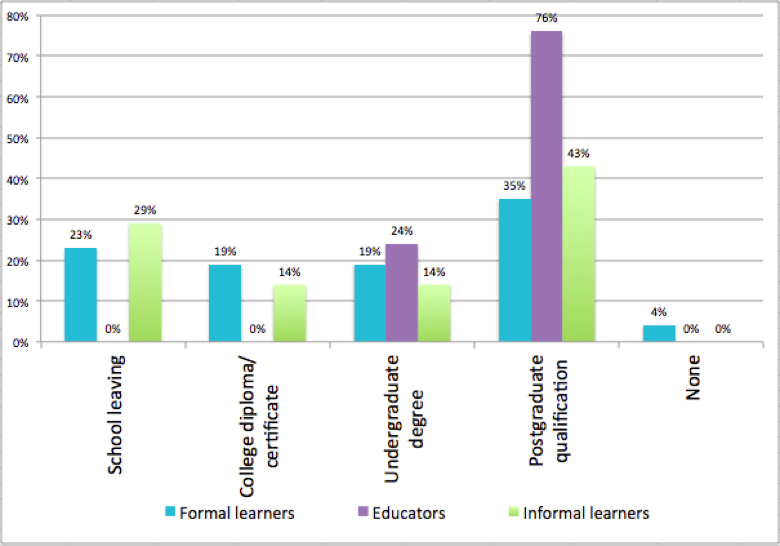 80%
70%
60%
50%
40%
30%
20%
10%
0%
23%
0%
29%
19%
0%
14%
19%
24%
14%
35%
76%
43%
4%
0%
0%
School leaving
College diploma/
certificate
Undergraduate
degree
Postgraduate
qualification
None
Formal learners
Educators
Informal learners